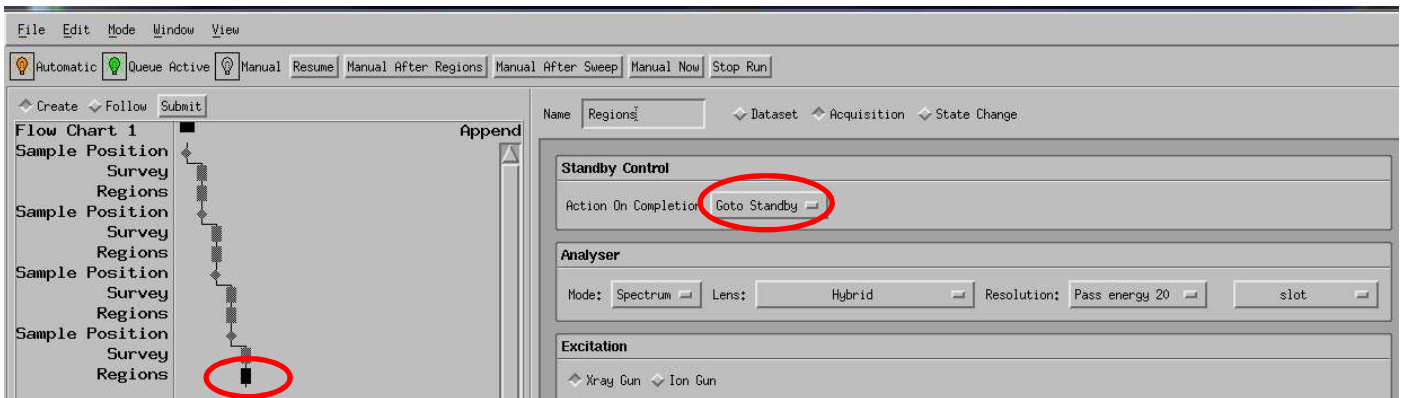 File Edit Mode Window View
Automatic Queue Active Manual Resume Manual After Regions Manual After Sweep Manual Now Stop Run
Create Follow Submit
Flow Chart 1 Append
Sample Position
Survey
Regions
Sample Position
Survey
Regions
Sample Position
Survey
Regions
Sample Position
Survey
Regions
Name Regions Dataset Acquisition State Change
Standby Control
Action On Completion Goto Standby
Analyser
Mode: Spectrum Lens: Hybrid Resolution: Pass energy 20 slot
Excitation
Xray Gun Ion Gun